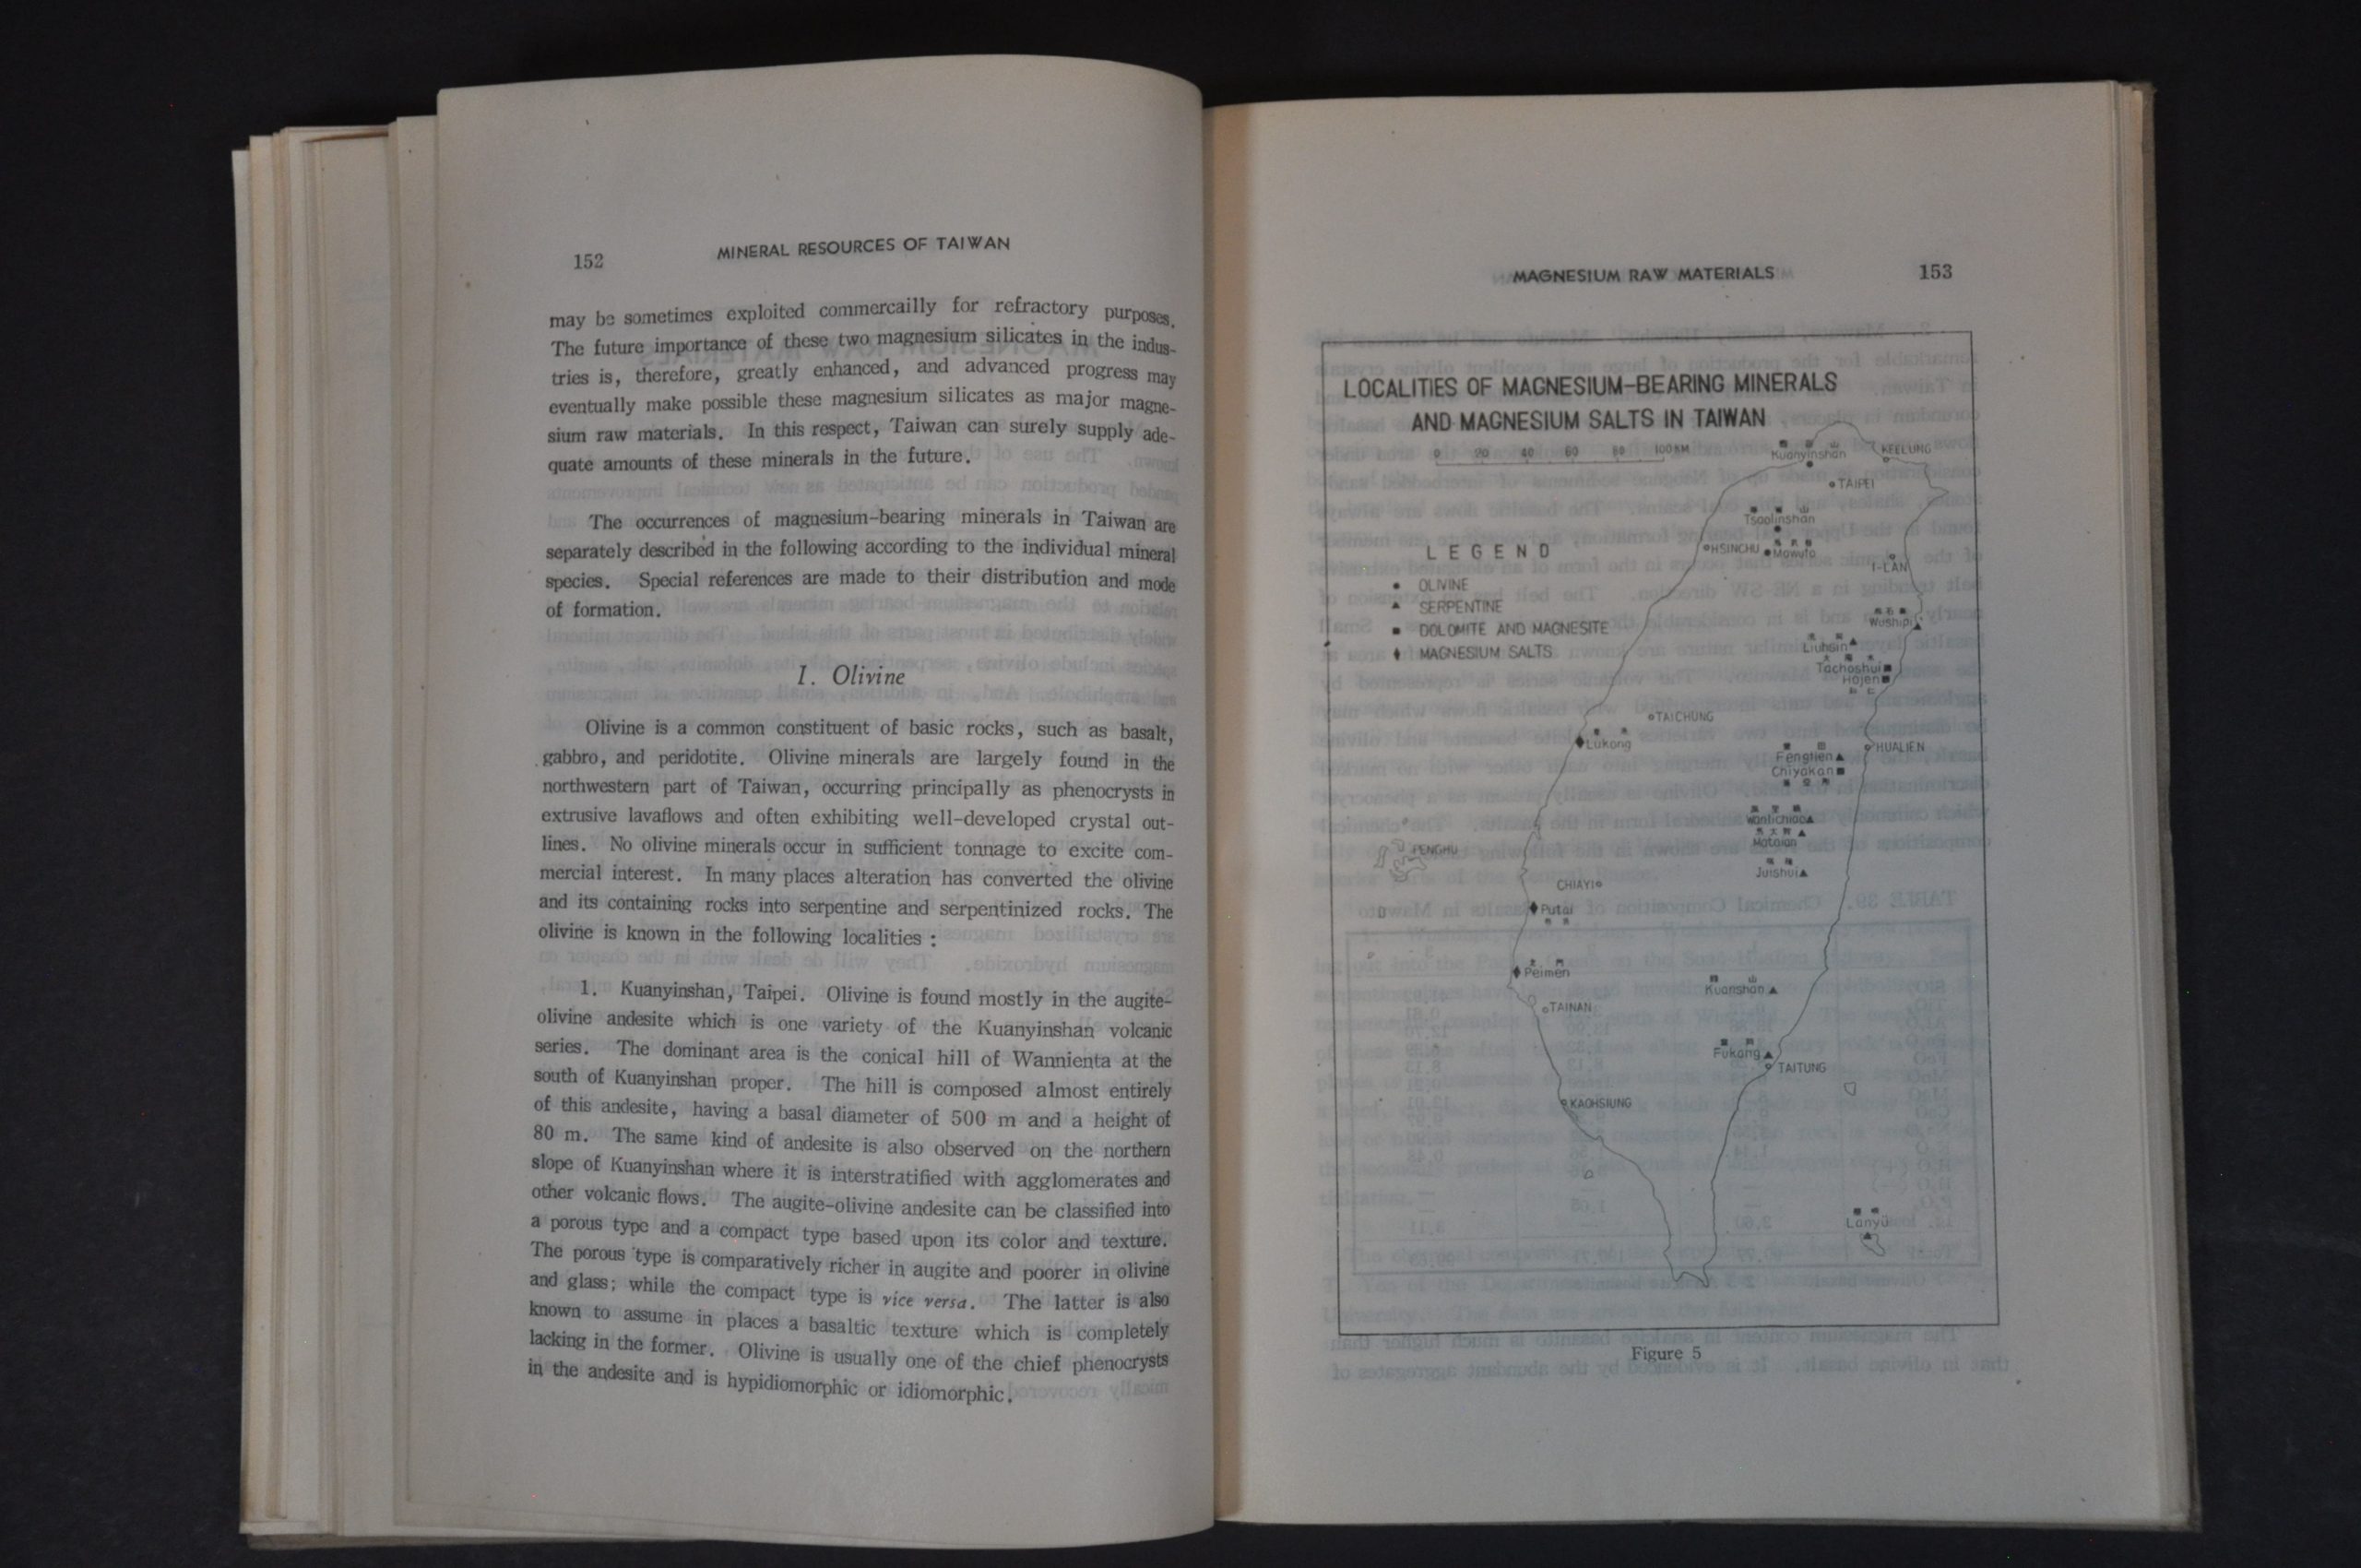 152
MINERAL RESOURCES OF TAIWAN
may be sometimes exploited commercailly for refractory purposes.
The future importance of these two magnesium silicates in the indus-
tries is, therefore, greatly enhanced, and advanced progress may
eventually make possible these magnesium silicates as major magne-
sium raw materials. In this respect, Taiwan can surely supply ade-
quate amounts of these minerals in the future.
The occurrences of magnesium-bearing minerals in Taiwan are
separately described in the following according to the individual mineral
species. Special references are made to their distribution and mode
of formation.
1. Olivine
Olivine is a common constituent of basic rocks, such as basalt,
gabbro, and peridotite. Olivine minerals are largely found in the
northwestern part of Taiwan, occurring principally as phenocrysts in
extrusive lavaflows and often exhibiting well-developed crystal out-
lines. No olivine minerals occur in sufficient tonnage to excite com-
mercial interest. In many places alteration has converted the olivine
and its containing rocks into serpentine and serpentinized rocks. The
olivine is known in the following localities :
1. Kuanyinshan, Taipei. Olivine is found mostly in the augite-
olivine andesite which is one variety of the Kuanyinshan volcanic
series. The dominant area is the conical hill of Wannienta at the
south of Kuanyinshan proper. The hill is composed almost entirely
of this andesite, having a basal diameter of 500 m and a height of
80 m. The same kind of andesite is also observed on the northern
slope of Kuanyinshan where it is interstratified with agglomerates and
other volcanic flows. The augite-olivine andesite can be classified into
a porous type and a compact type based upon its color and texture.
The porous type is comparatively richer in augite and poorer in olivine
and glass; while the compact type is vice versa. The latter is also
known to assume in places a basaltic texture which is completely
lacking in the former. Olivine is usually one of the chief phenocrysts
in the andesite and is hypidiomorphic or idiomorphic.
MAGNESIUM RAW MATERIALS
153
LOCALITIES OF MAGNESIUM-BEARING MINERALS
AND MAGNESIUM SALTS IN TAIWAN
0 20 40 60 80 100 KM
Kuanyinshan
KEELUNG
TAIPEI
Tsaolinshan
HSINCHU
Mawuto
I-LAN
LEGEND
OLIVINE
SERPENTINE
DOLOMITE AND MAGNESITE
MAGNESIUM SALTS
Wushipi
Liuhsin
Tachoshui
Hojen
TAICHUNG
Lukong
HUALIEN
Fengtien
Chiyakan
Wanlichiao
Mataian
Juishui
PENGHU
CHIAYI
Putai
Peimen
Kuanshan
TAINAN
Fukang
TAITUNG
KAOHSIUNG
Lanyü
Figure 5